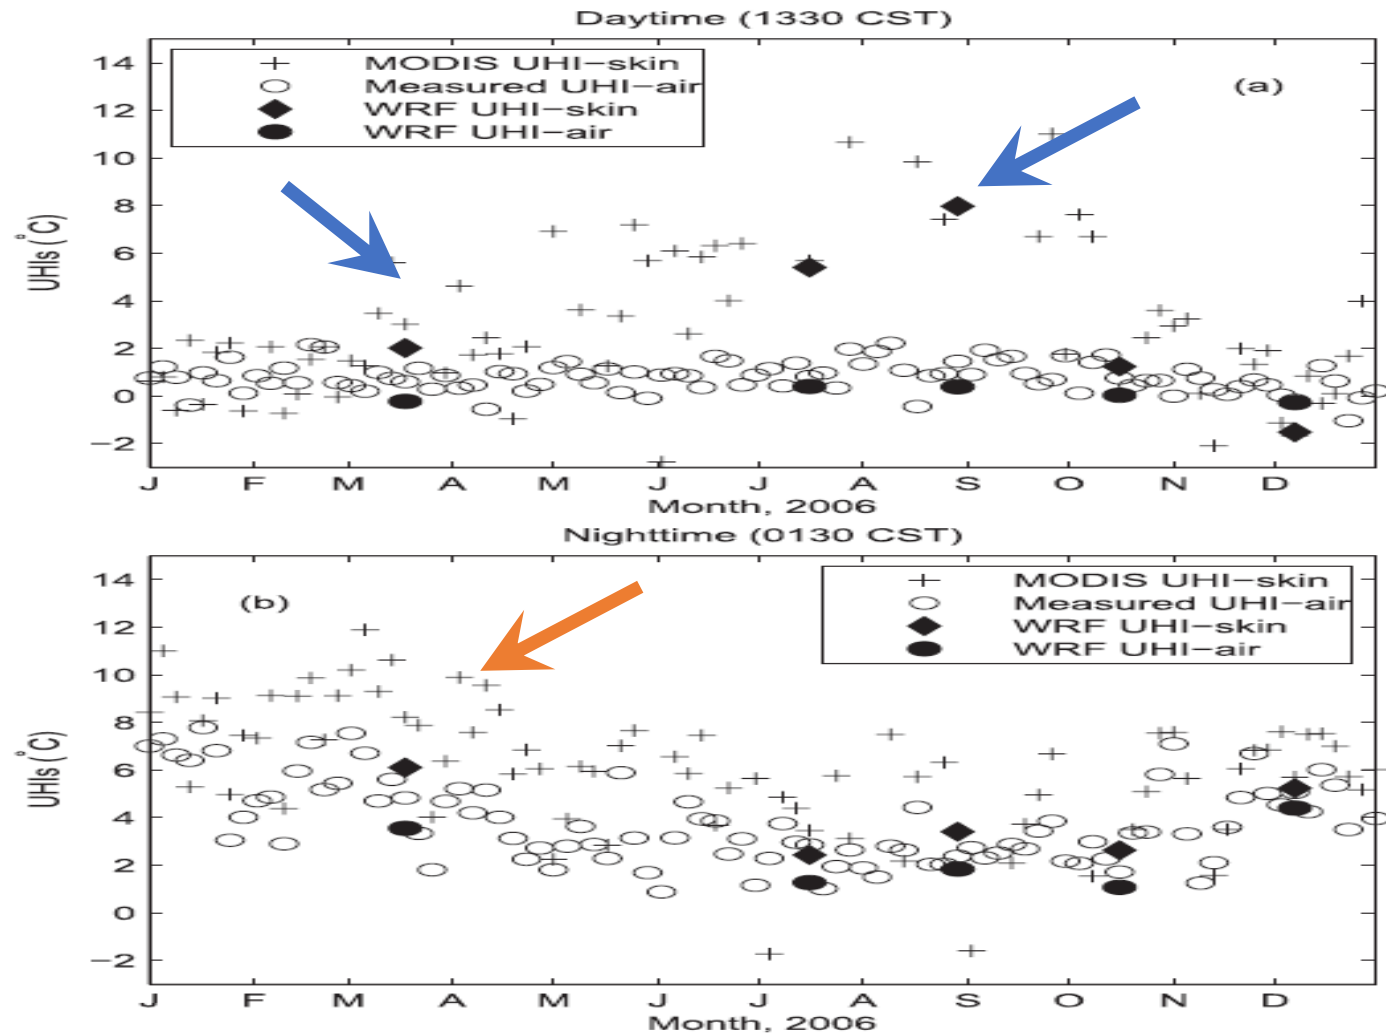 Daytime (1330 CST)
14
12
10
8
6
4
2
0
−2
UHIs (°C)
MODIS UHI−skin
Measured UHI−air
WRF UHI−skin
WRF UHI−air
(a)
J F M A M J J A S O N D
Month, 2006
Nighttime (0130 CST)
14
12
10
8
6
4
2
0
−2
UHIs (°C)
(b)
MODIS UHI−skin
Measured UHI−air
WRF UHI−skin
WRF UHI−air
J F M A M J J A S O N D
Month, 2006